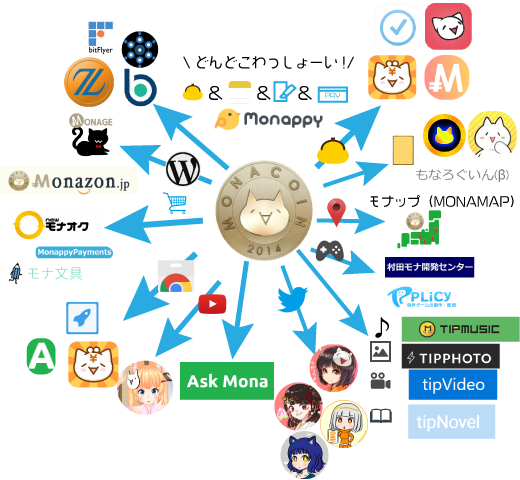 bitFlyer
\ どんどこわっしょーい! /
& & &
PAY
Monappy
MONAGE
もなろぐいん(β)
Monazon.jp
MONACOIN
2014
モナップ (MONAMAP)
new
モナオク
MonappyPayments
モナ文具
村田モナ開発センター
PLiCY
TIPMUSIC
TIPPHOTO
tipVideo
tipNovel
Ask Mona